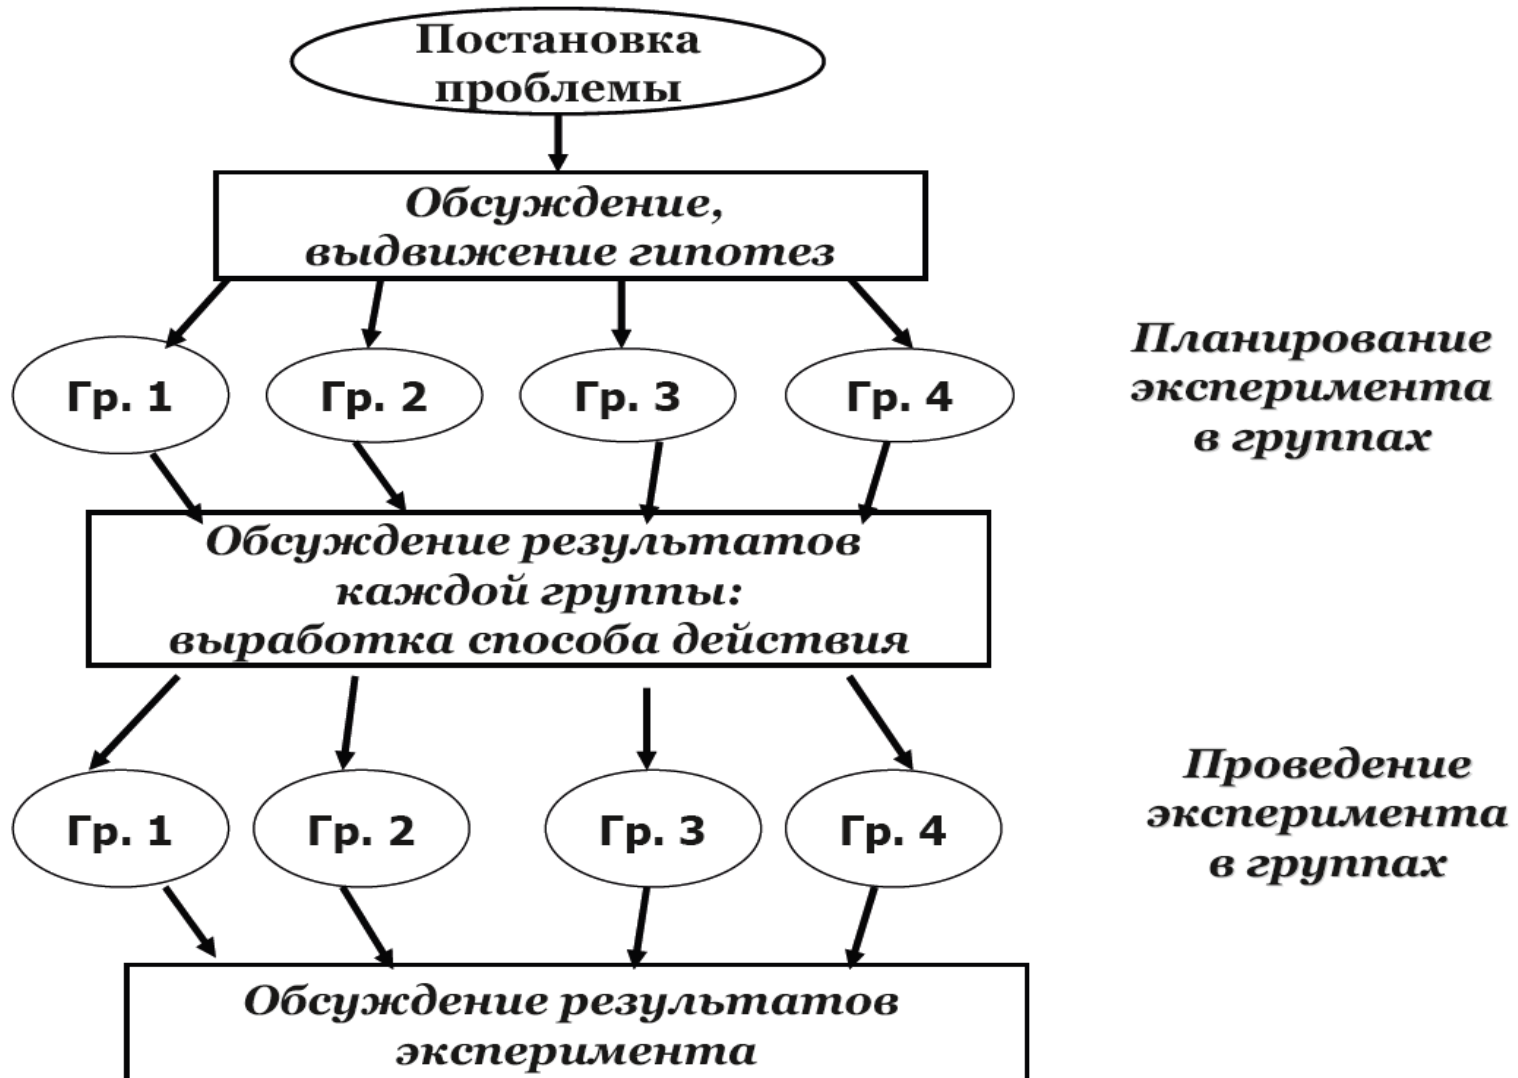 Постановка
проблемы
Обсуждение,
выдвижение гипотез
Гр. 1
Гр. 2
Гр. 3
Гр. 4
Планирование
эксперимента
в группах
Обсуждение результатов
каждой группы:
выработка способа действия
Гр. 1
Гр. 2
Гр. 3
Гр. 4
Проведение
эксперимента
в группах
Обсуждение результатов
эксперимента